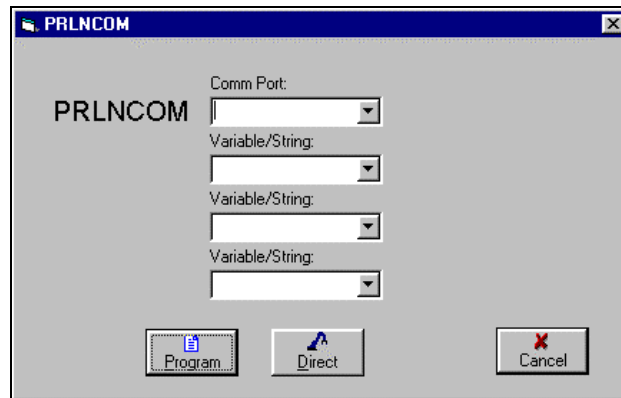 PRLNCOM
Comm Port:
PRLNCOM
Variable/String:
Variable/String:
Variable/String:
Program Direct Cancel